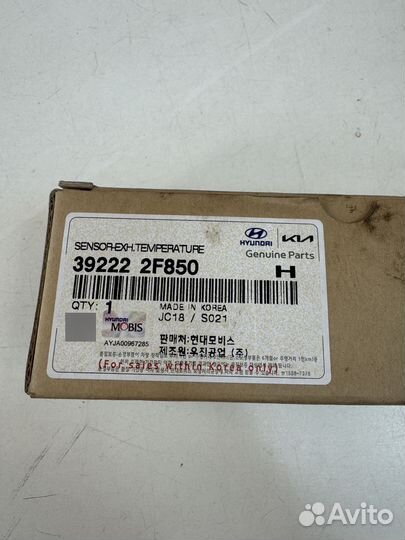 SENSOR-EXH.TEMPERATURE
HYUNDAI KIA
Genuine Parts
39222 2F850
H
QTY: 1 MADE IN KOREA
JC18 / S021
HYUNDAI
MOBIS
AYJA00967285
판매처:현대모비스
제조원:우진공업 (주)
(For sales within Korea only)
Avito